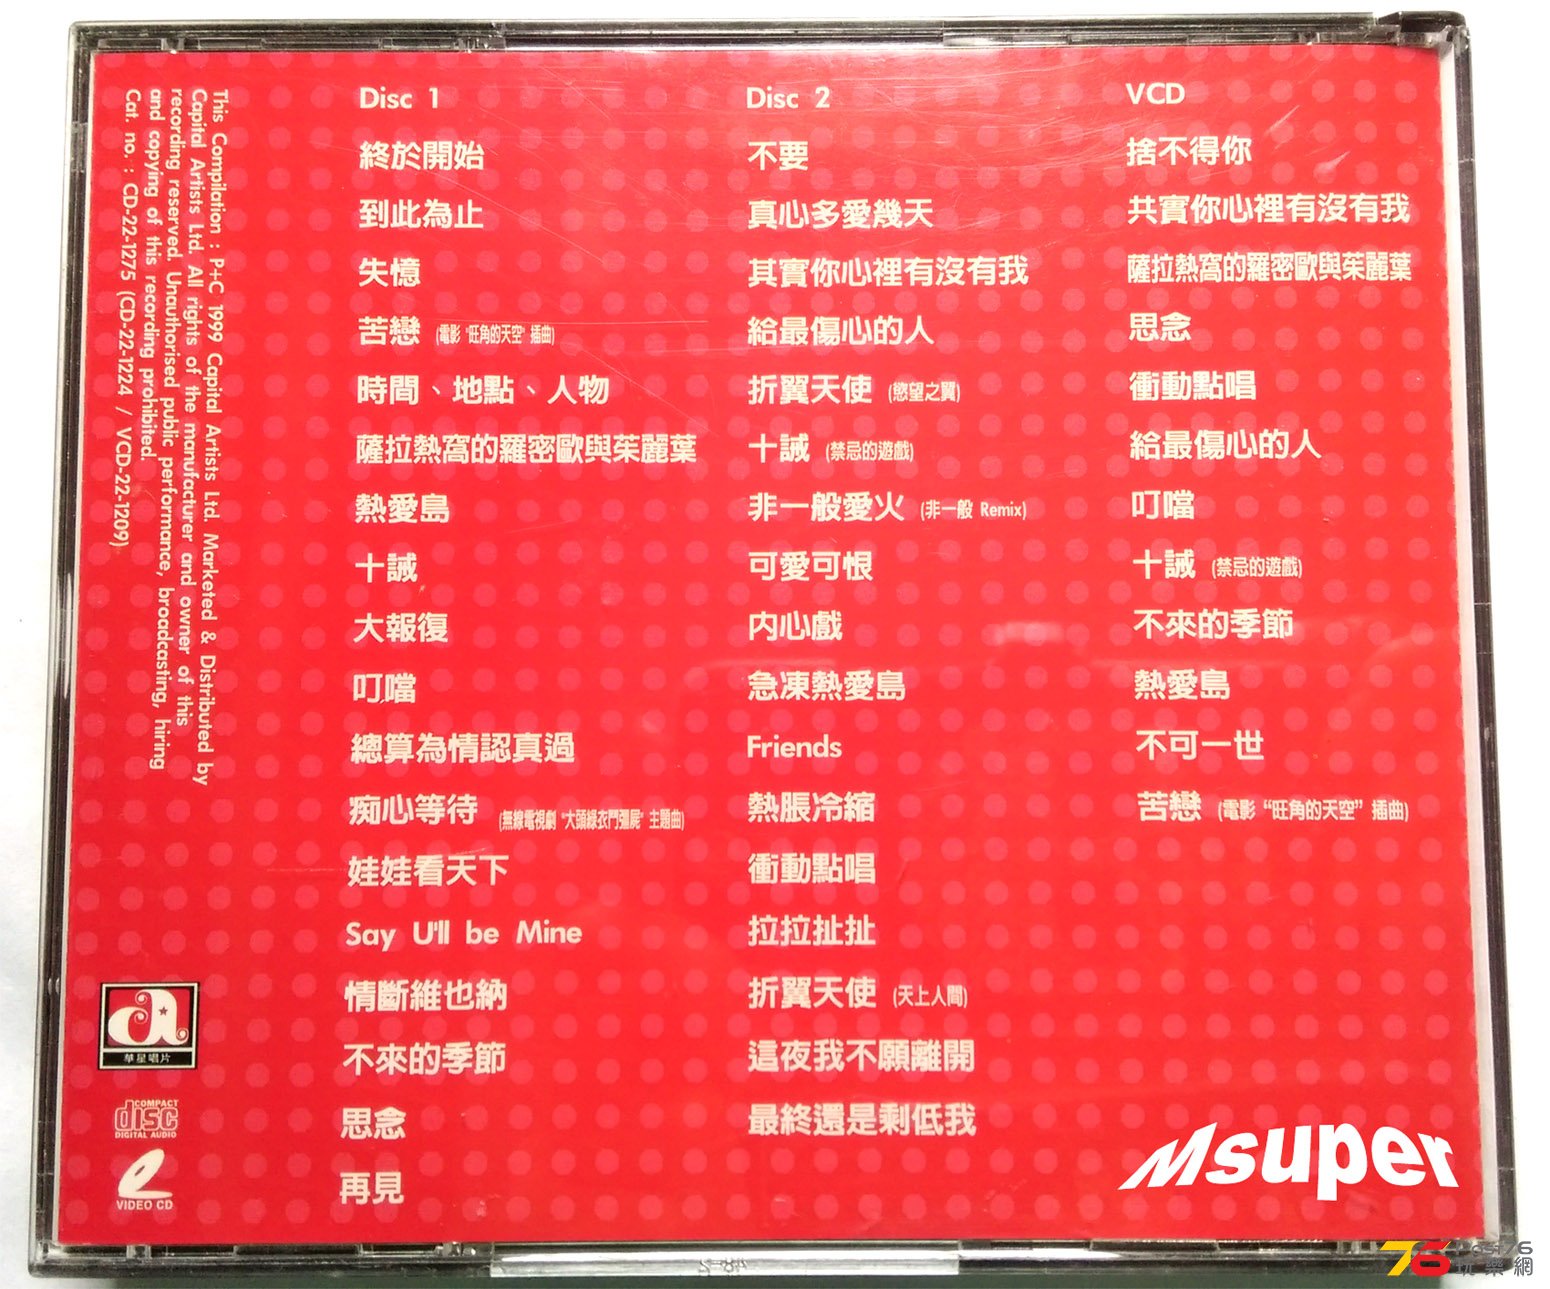 This Compilation : P+C 1999 Capital Artists Ltd. Marketed & Distributed by
Capital Artists Ltd. All rights of the manufacturer and owner of this
recording reserved. Unauthorised public performance, broadcasting, hiring
and copying of this recording prohibited.
Cat. no. : CD-22-1275 (CD-22-1224 / VCD-22-1209)
華星唱片
COMPACT
disc
DIGITAL AUDIO
VIDEO CD
Disc 1
終於開始
到此為止
失憶
苦戀 (電影 "旺角的天空" 插曲)
時間、地點、人物
薩拉熱窩的羅密歐與茱麗葉
熱愛島
十誡
大報復
叮噹
總算為情認真過
痴心等待 (無線電視劇 "大頭綠衣鬥殭屍" 主題曲)
娃娃看天下
Say U'll be Mine
情斷維也納
不來的季節
思念
再見
Disc 2
不要
真心多愛幾天
其實你心裡有沒有我
給最傷心的人
折翼天使 (慾望之翼)
十誡 (禁忌的遊戲)
非一般愛火 (非一般 Remix)
可愛可恨
內心戲
急凍熱愛島
Friends
熱脹冷縮
衝動點唱
拉拉扯扯
折翼天使 (天上人間)
這夜我不願離開
最終還是剩低我
VCD
捨不得你
共實你心裡有沒有我
薩拉熱窩的羅密歐與茱麗葉
思念
衝動點唱
給最傷心的人
叮噹
十誡 (禁忌的遊戲)
不來的季節
熱愛島
不可一世
苦戀 (電影 "旺角的天空" 插曲)
Msuper
76
玩樂網